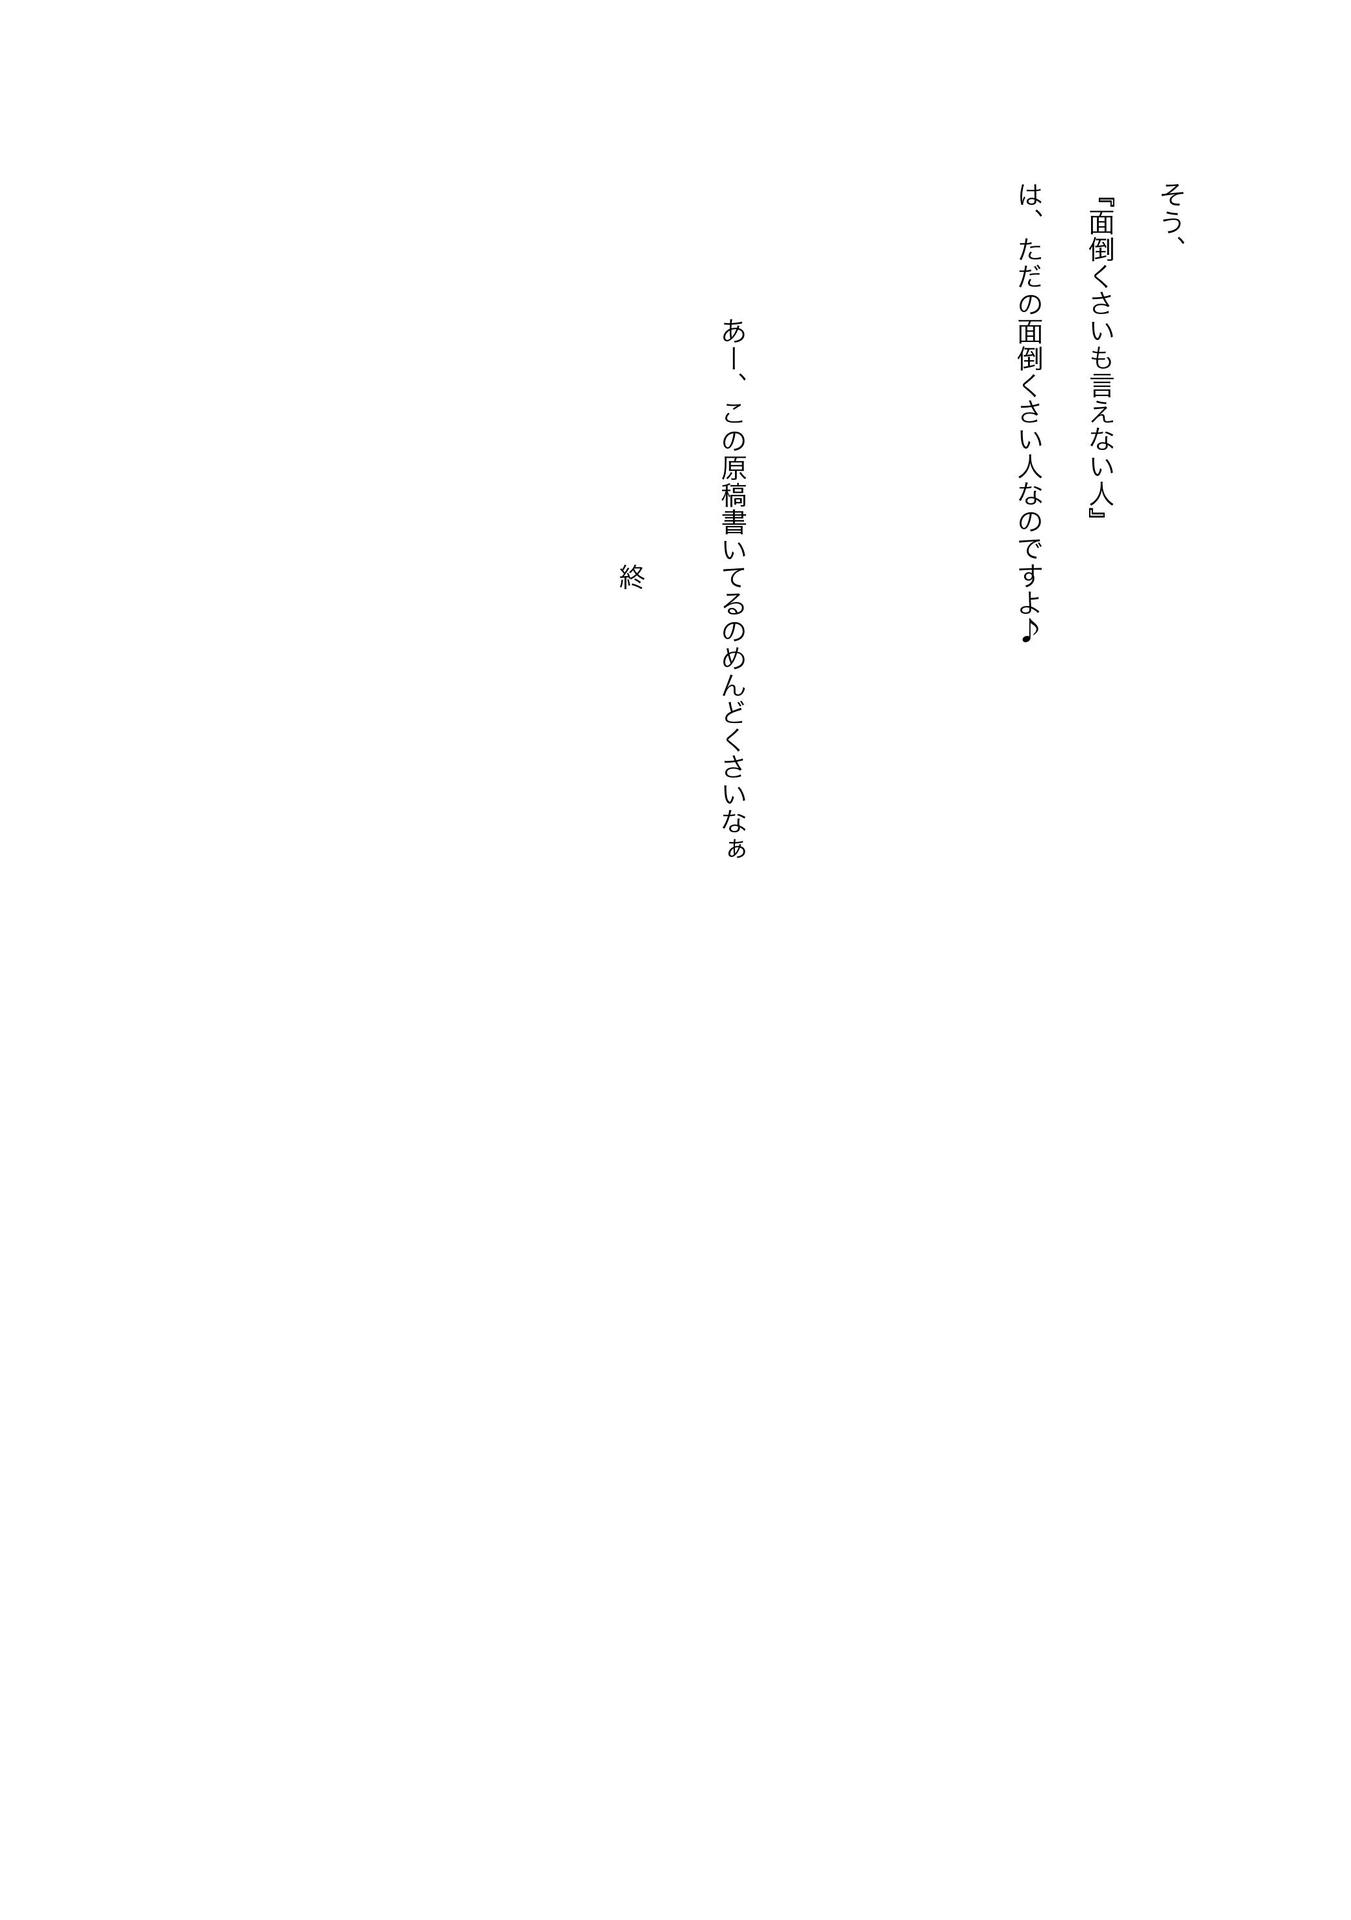 そう、
『面倒くさいも言えない人』
は、ただの面倒くさい人なのですよ♪
あー、この原稿書いてるのめんどくさいなぁ
終